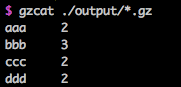 $ gzcat ./output/*.gz
aaa 2
bbb 3
ccc 2
ddd 2